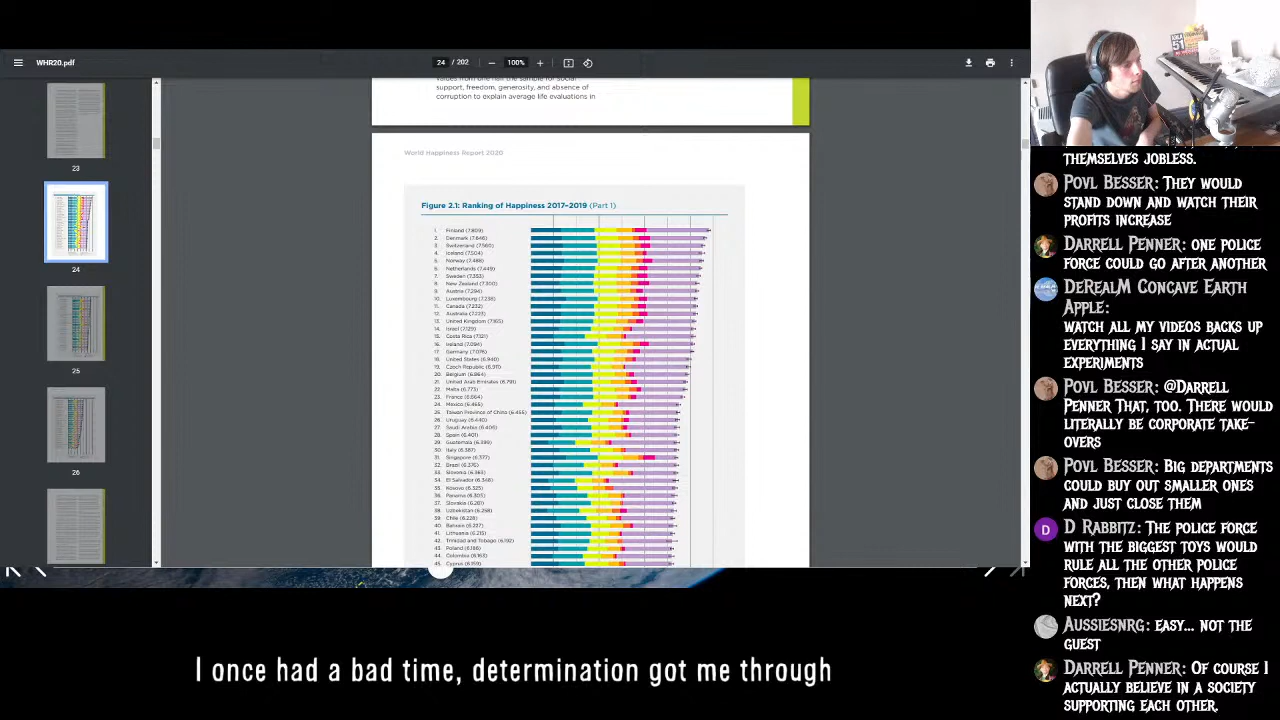 WHR20.pdf
24 / 202
100%
values from one half the sample for social
support, freedom, generosity, and absence of
corruption to explain average life evaluations in
23
24
25
26
World Happiness Report 2020
Figure 2.1: Ranking of Happiness 2017–2019 (Part 1)
1. Finland (7.809)
2. Denmark (7.646)
3. Switzerland (7.560)
4. Iceland (7.504)
5. Norway (7.488)
6. Netherlands (7.449)
7. Sweden (7.353)
8. New Zealand (7.300)
9. Austria (7.294)
10. Luxembourg (7.238)
11. Canada (7.232)
12. Australia (7.223)
13. United Kingdom (7.165)
14. Israel (7.129)
15. Costa Rica (7.121)
16. Ireland (7.094)
17. Germany (7.076)
18. United States (6.940)
19. Czech Republic (6.911)
20. Belgium (6.864)
21. United Arab Emirates (6.791)
22. Malta (6.773)
23. France (6.664)
24. Mexico (6.465)
25. Taiwan Province of China (6.455)
26. Uruguay (6.440)
27. Saudi Arabia (6.406)
28. Spain (6.401)
29. Guatemala (6.399)
30. Italy (6.387)
31. Singapore (6.377)
32. Brazil (6.376)
33. Slovenia (6.363)
34. El Salvador (6.348)
35. Kosovo (6.325)
36. Panama (6.305)
37. Slovakia (6.281)
38. Uzbekistan (6.258)
39. Chile (6.228)
40. Bahrain (6.227)
41. Lithuania (6.215)
42. Trinidad and Tobago (6.192)
43. Poland (6.186)
44. Colombia (6.163)
45. Cyprus (6.159)
I once had a bad time, determination got me through
THEMSELVES JOBLESS.
POVL BESSER: THEY WOULD
STAND DOWN AND WATCH THEIR
PROFITS INCREASE
DARRELL PENNER: ONE POLICE
FORCE COULD GO AFTER ANOTHER
DEREALM CONCAVE EARTH
APPLE:
WATCH ALL MY VIDEOS BACKS UP
EVERYTHING I SAY IN ACTUAL
EXPERIMENTS
POVL BESSER: @DARRELL
PENNER THAT, TOO. THERE WOULD
LITERALLY BE CORPORATE TAKE-
OVERS
POVL BESSER: BIG DEPARTMENTS
COULD BUY OUT SMALLER ONES
AND JUST CLOSE THEM
D RABITZ: THE POLICE FORCE
WITH THE BEST TOYS WOULD
RULE ALL THE OTHER POLICE
FORCES, THEN WHAT HAPPENS
NEXT?
AUSSIESNRG: EASY... NOT THE
GUEST
DARRELL PENNER: OF COURSE I
ACTUALLY BELIEVE IN A SOCIETY
SUPPORTING EACH OTHER.